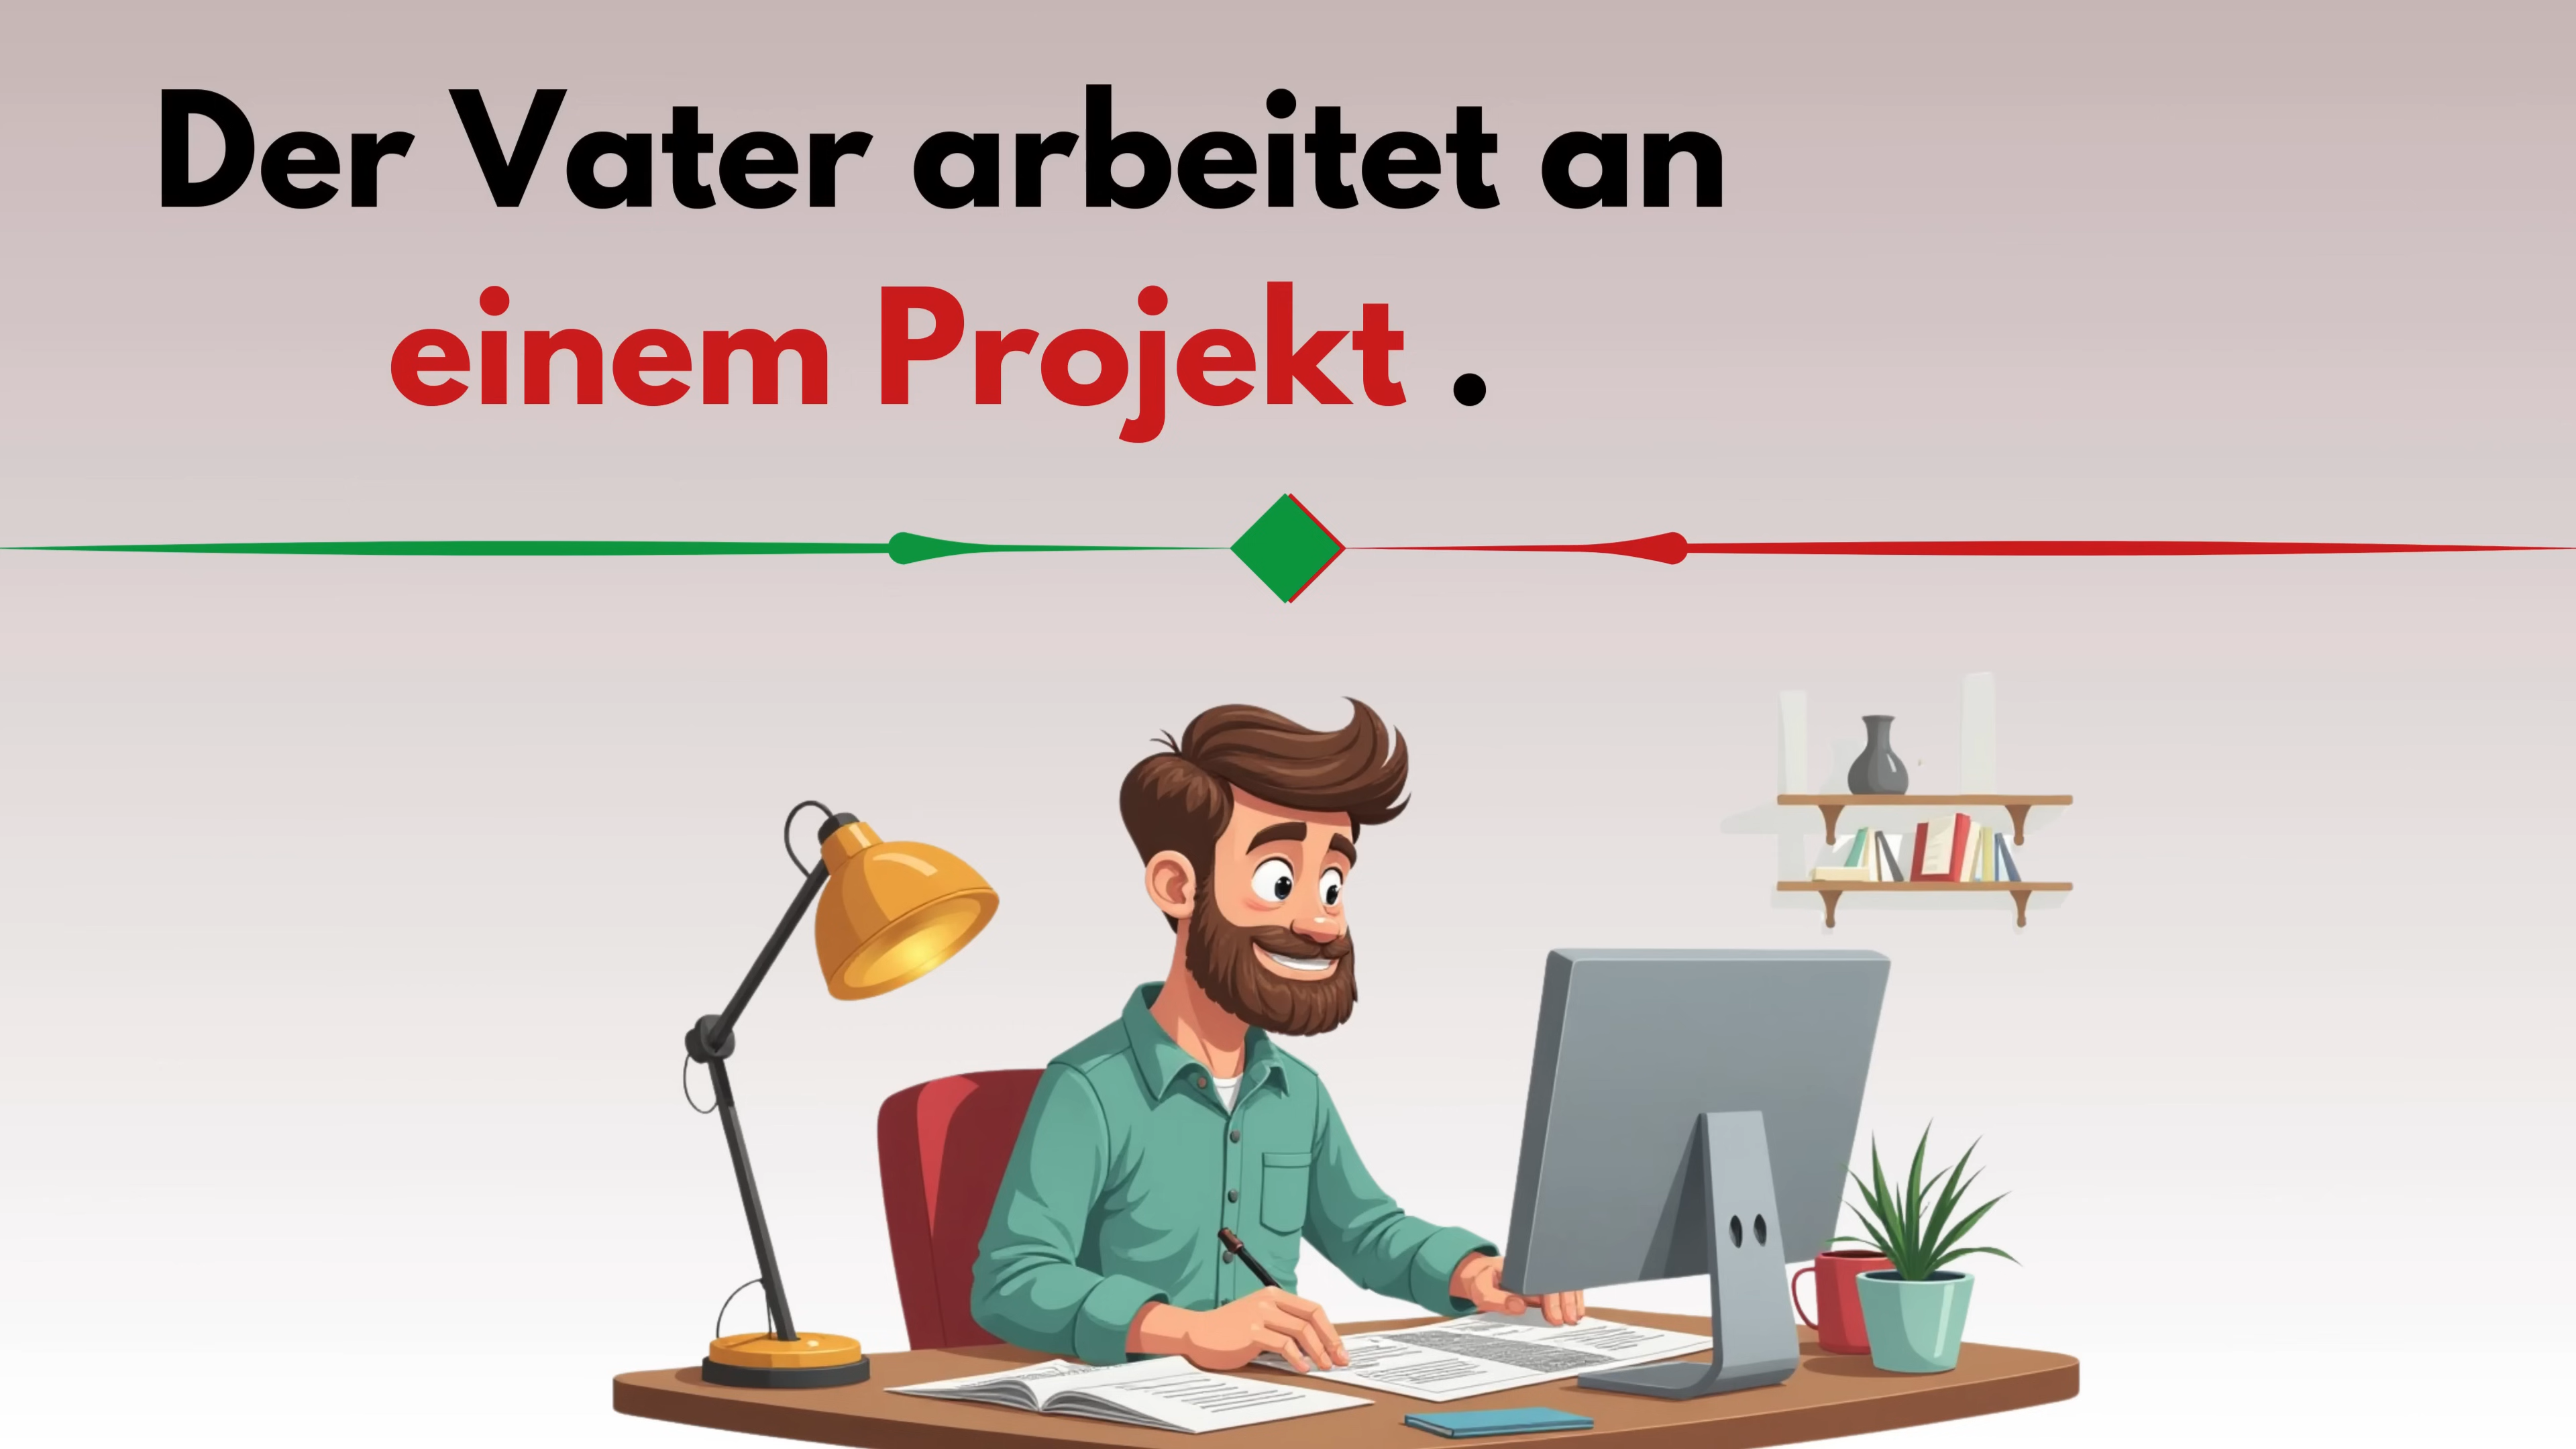 Der Vater arbeitet an
einem Projekt .